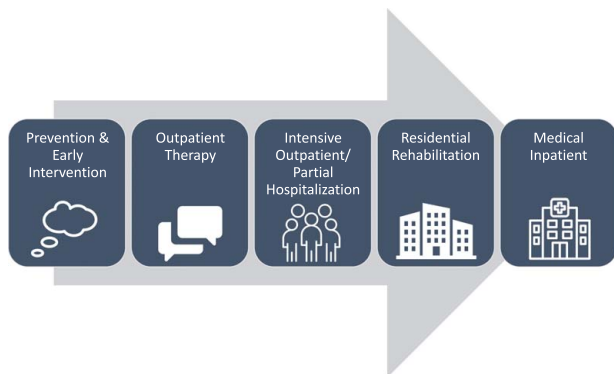 Prevention &
Early
Intervention
Outpatient
Therapy
Intensive
Outpatient/
Partial
Hospitalization
Residential
Rehabilitation
Medical
Inpatient